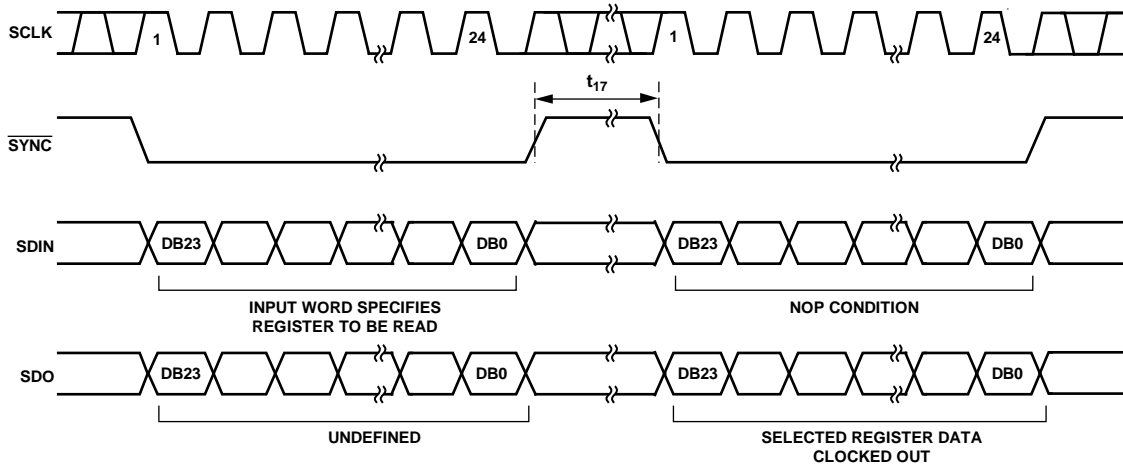 SCLK
1
24
1
24
t17
SYNC
SDIN
DB23
DB0
DB23
DB0
INPUT WORD SPECIFIES
REGISTER TO BE READ
NOP CONDITION
SDO
DB23
DB0
DB23
DB0
UNDEFINED
SELECTED REGISTER DATA
CLOCKED OUT